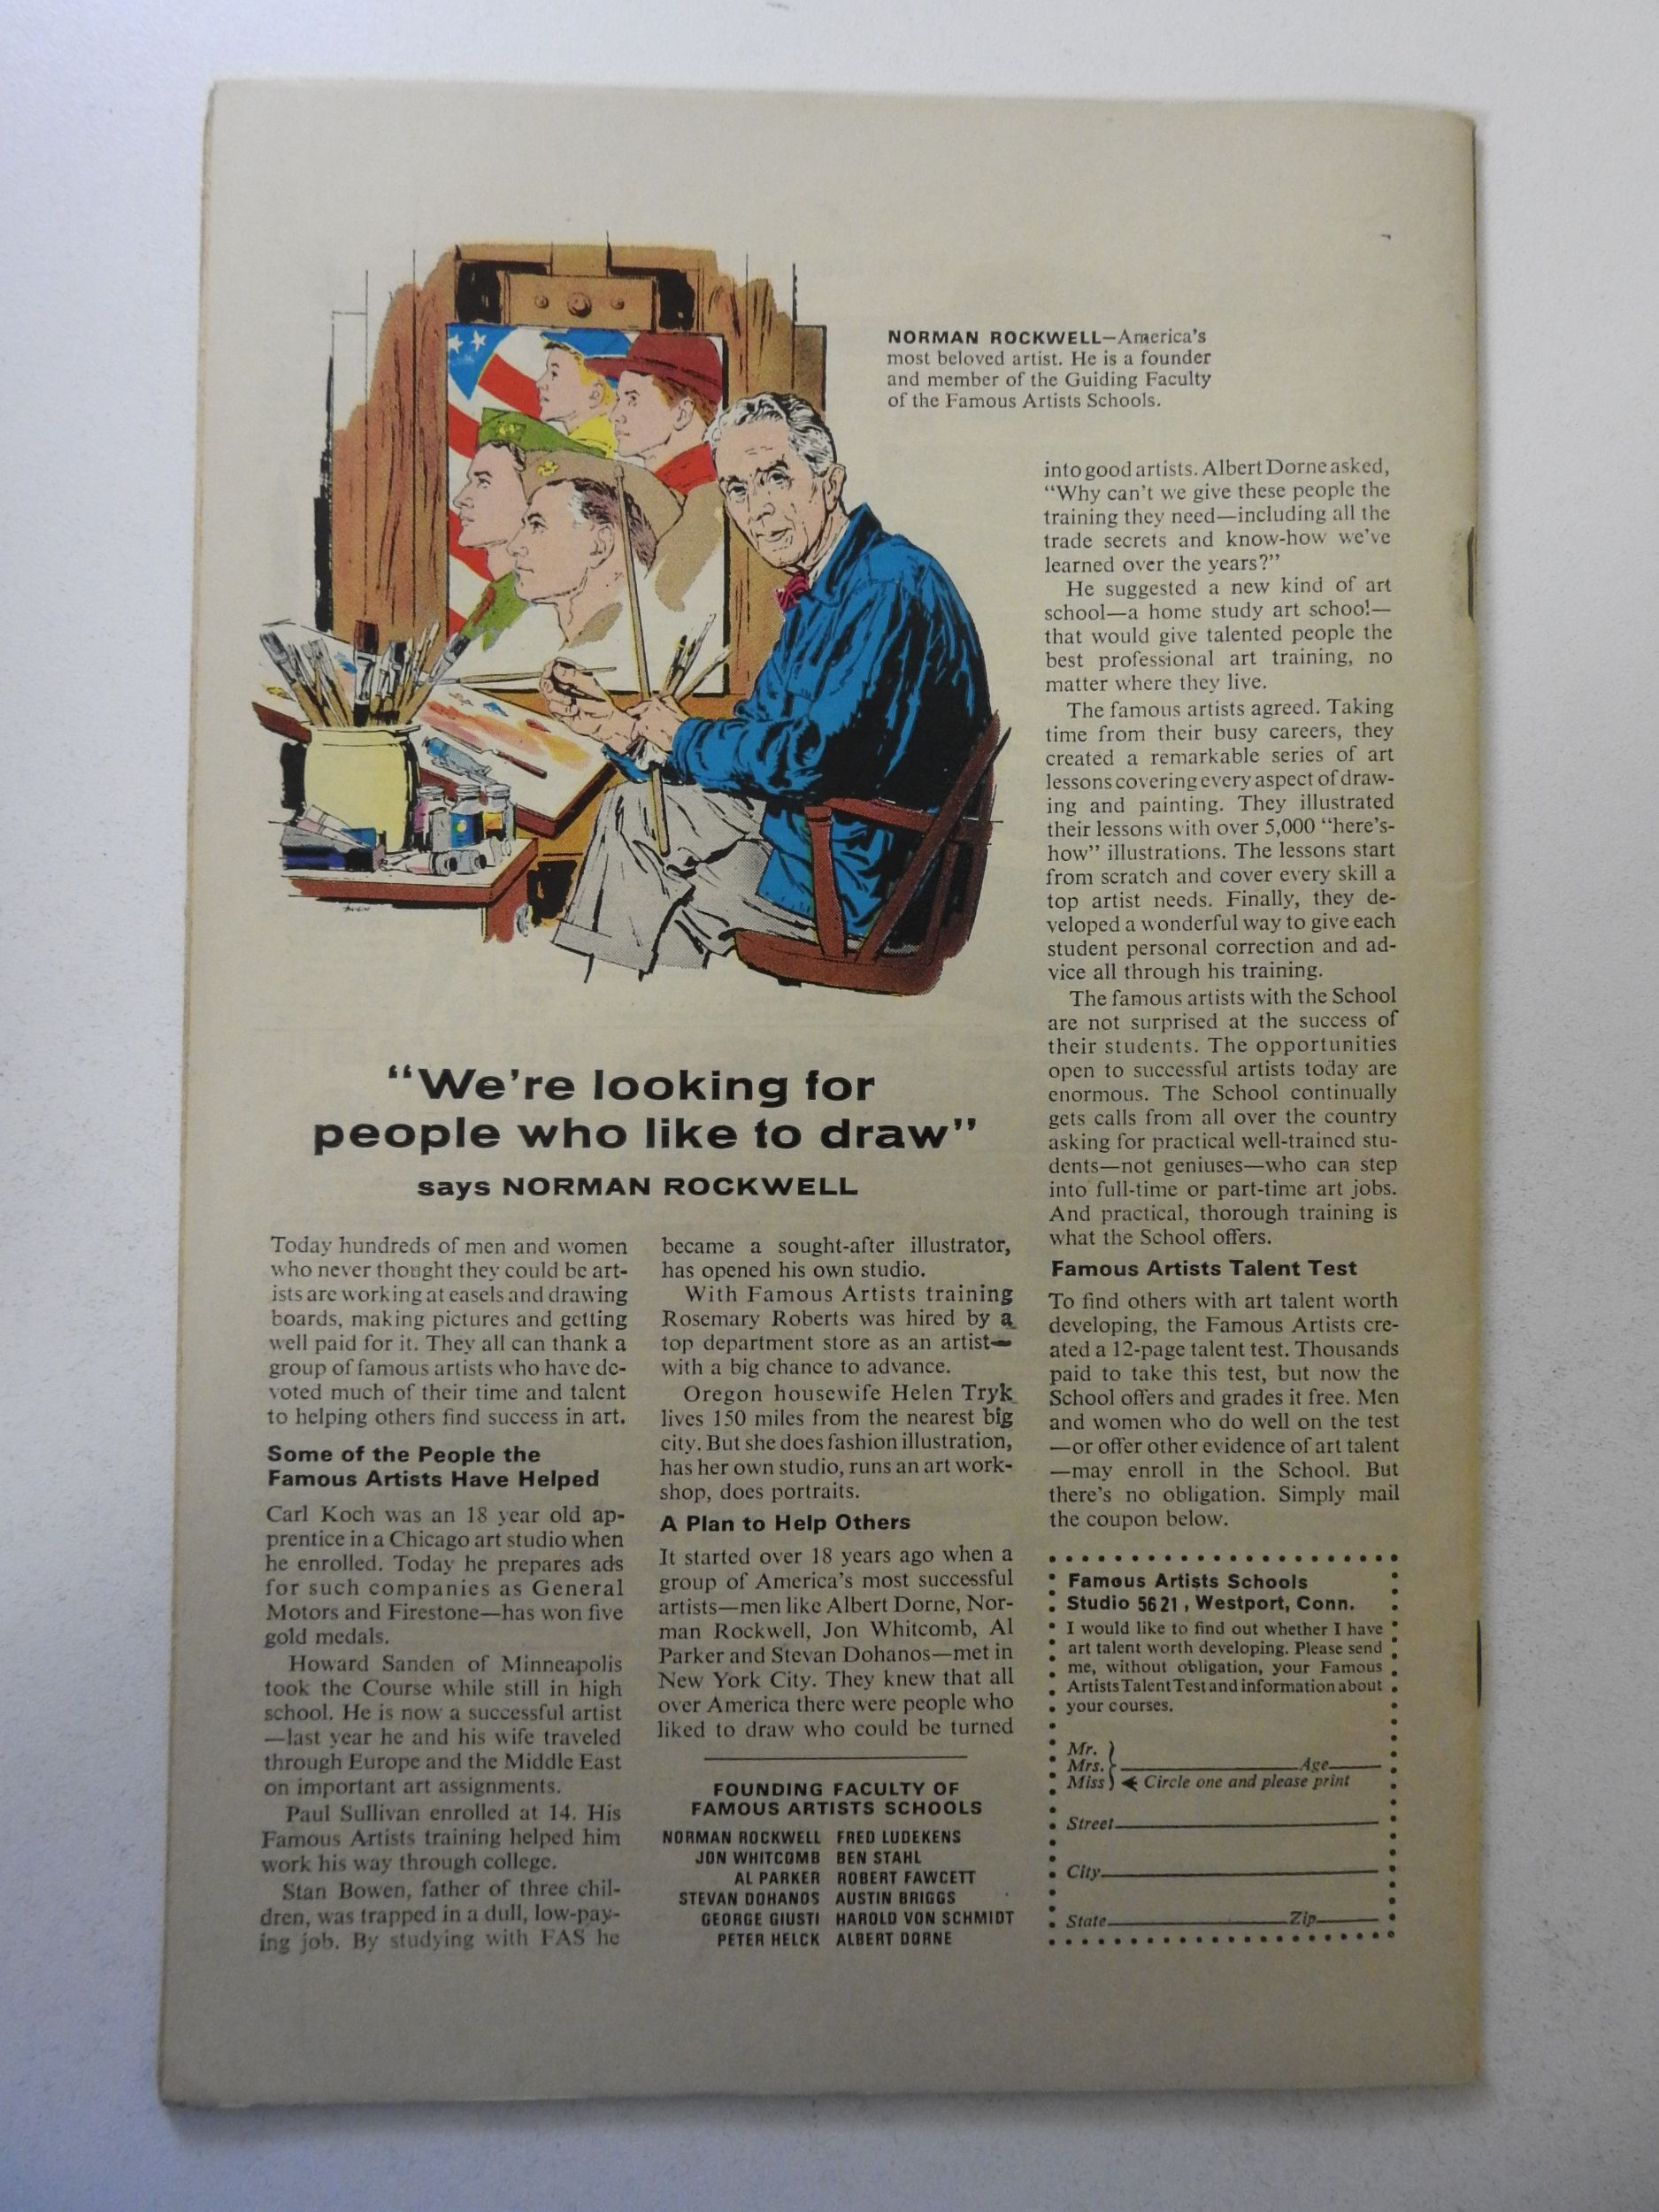 NORMAN ROCKWELL—America's
most beloved artist. He is a founder
and member of the Guiding Faculty
of the Famous Artists Schools.
“We're looking for
people who like to draw”
says NORMAN ROCKWELL
Today hundreds of men and women
who never thought they could be art-
ists are working at easels and drawing
boards, making pictures and getting
well paid for it. They all can thank a
group of famous artists who have de-
voted much of their time and talent
to helping others find success in art.
Some of the People the
Famous Artists Have Helped
Carl Koch was an 18 year old ap-
prentice in a Chicago art studio when
he enrolled. Today he prepares ads
for such companies as General
Motors and Firestone—has won five
gold medals.
Howard Sanden of Minneapolis
took the Course while still in high
school. He is now a successful artist
—last year he and his wife traveled
through Europe and the Middle East
on important art assignments.
Paul Sullivan enrolled at 14. His
Famous Artists training helped him
work his way through college.
Stan Bowen, father of three chil-
dren, was trapped in a dull, low-pay-
ing job. By studying with FAS he
became a sought-after illustrator,
has opened his own studio.
With Famous Artists training
Rosemary Roberts was hired by a
top department store as an artist—
with a big chance to advance.
Oregon housewife Helen Tryk
lives 150 miles from the nearest big
city. But she does fashion illustration,
has her own studio, runs an art work-
shop, does portraits.
A Plan to Help Others
It started over 18 years ago when a
group of America's most successful
artists—men like Albert Dorne, Nor-
man Rockwell, Jon Whitcomb, Al
Parker and Stevan Dohanos—met in
New York City. They knew that all
over America there were people who
liked to draw who could be turned
FOUNDING FACULTY OF
FAMOUS ARTISTS SCHOOLS
NORMAN ROCKWELL FRED LUDEKENS
JON WHITCOMB BEN STAHL
AL PARKER ROBERT FAWCETT
STEVAN DOHANOS AUSTIN BRIGGS
GEORGE GIUSTI HAROLD VON SCHMIDT
PETER HELCK ALBERT DORNE
into good artists. Albert Dorne asked,
“Why can't we give these people the
training they need—including all the
trade secrets and know-how we've
learned over the years?”
He suggested a new kind of art
school—a home study art school—
that would give talented people the
best professional art training, no
matter where they live.
The famous artists agreed. Taking
time from their busy careers, they
created a remarkable series of art
lessons covering every aspect of draw-
ing and painting. They illustrated
their lessons with over 5,000 “here's-
how” illustrations. The lessons start
from scratch and cover every skill a
top artist needs. Finally, they de-
veloped a wonderful way to give each
student personal correction and ad-
vice all through his training.
The famous artists with the School
are not surprised at the success of
their students. The opportunities
open to successful artists today are
enormous. The School continually
gets calls from all over the country
asking for practical well-trained stu-
dents—not geniuses—who can step
into full-time or part-time art jobs.
And practical, thorough training is
what the School offers.
Famous Artists Talent Test
To find others with art talent worth
developing, the Famous Artists cre-
ated a 12-page talent test. Thousands
paid to take this test, but now the
School offers and grades it free. Men
and women who do well on the test
—or offer other evidence of art talent
—may enroll in the School. But
there's no obligation. Simply mail
the coupon below.
Famous Artists Schools
Studio 5621, Westport, Conn.
I would like to find out whether I have
art talent worth developing. Please send
me, without obligation, your Famous
Artists Talent Test and information about
your courses.
Mr.
Mrs. Age
Miss Circle one and please print
Street
City
State Zip